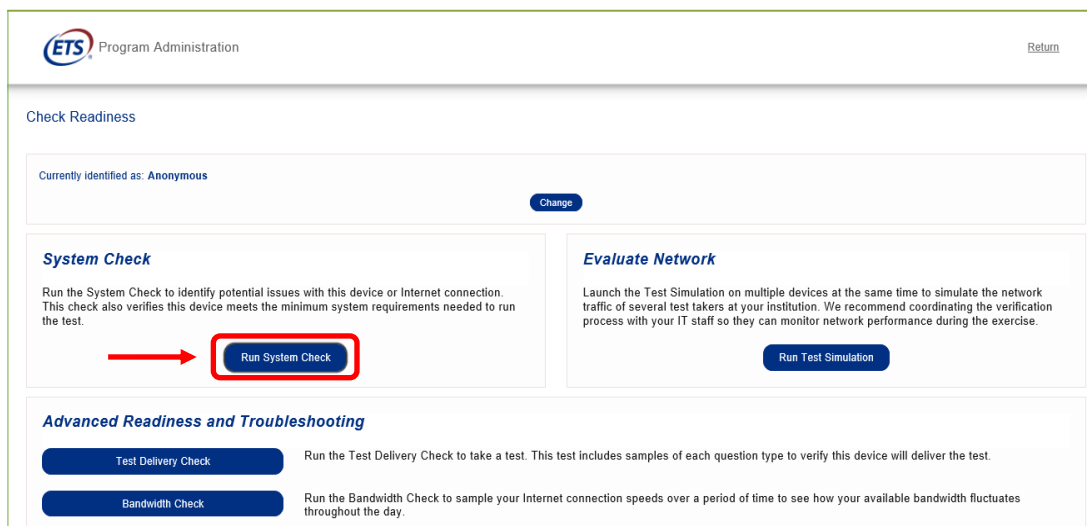 ETS® Program Administration
Return
Check Readiness
Currently identified as: Anonymous
Change
System Check
Run the System Check to identify potential issues with this device or Internet connection.
This check also verifies this device meets the minimum system requirements needed to run
the test.
Run System Check
Evaluate Network
Launch the Test Simulation on multiple devices at the same time to simulate the network
traffic of several test takers at your institution. We recommend coordinating the verification
process with your IT staff so they can monitor network performance during the exercise.
Run Test Simulation
Advanced Readiness and Troubleshooting
Test Delivery Check
Run the Test Delivery Check to take a test. This test includes samples of each question type to verify this device will deliver the test.
Bandwidth Check
Run the Bandwidth Check to sample your Internet connection speeds over a period of time to see how your available bandwidth fluctuates
throughout the day.